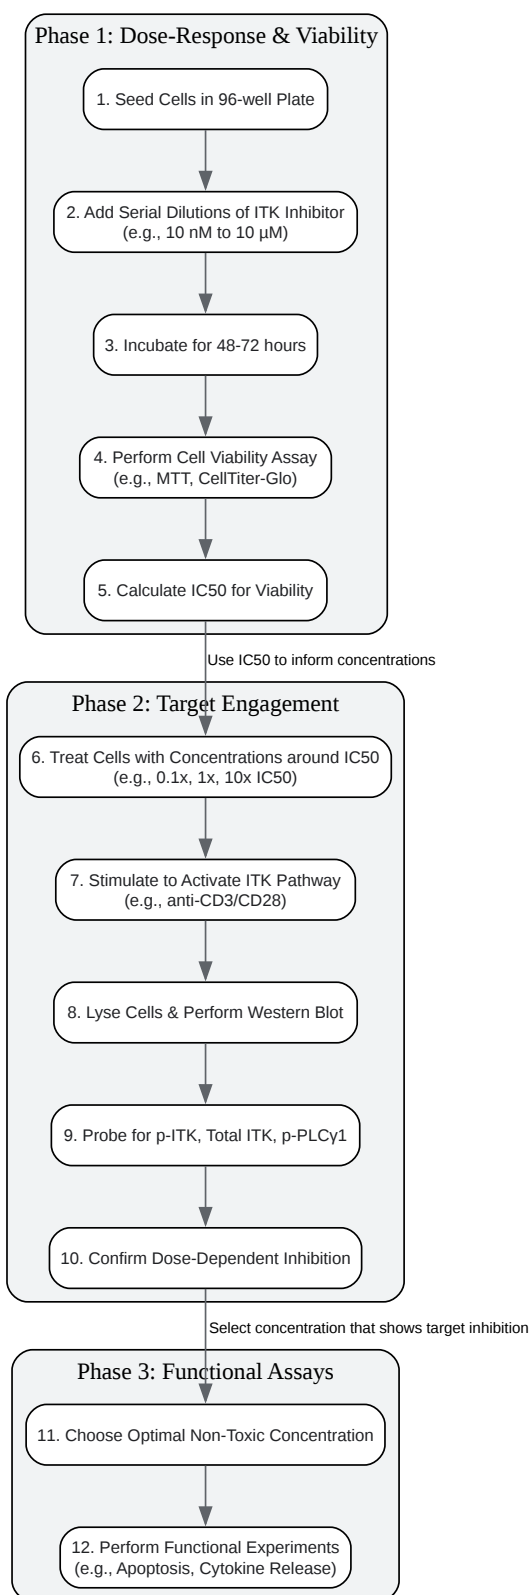 Phase 1: Dose-Response & Viability
1. Seed Cells in 96-well Plate
2. Add Serial Dilutions of ITK Inhibitor
(e.g., 10 nM to 10 µM)
3. Incubate for 48-72 hours
4. Perform Cell Viability Assay
(e.g., MTT, CellTiter-Glo)
5. Calculate IC50 for Viability
Use IC50 to inform concentrations
Phase 2: Target Engagement
6. Treat Cells with Concentrations around IC50
(e.g., 0.1x, 1x, 10x IC50)
7. Stimulate to Activate ITK Pathway
(e.g., anti-CD3/CD28)
8. Lyse Cells & Perform Western Blot
9. Probe for p-ITK, Total ITK, p-PLCγ1
10. Confirm Dose-Dependent Inhibition
Select concentration that shows target inhibition
Phase 3: Functional Assays
11. Choose Optimal Non-Toxic Concentration
12. Perform Functional Experiments
(e.g., Apoptosis, Cytokine Release)